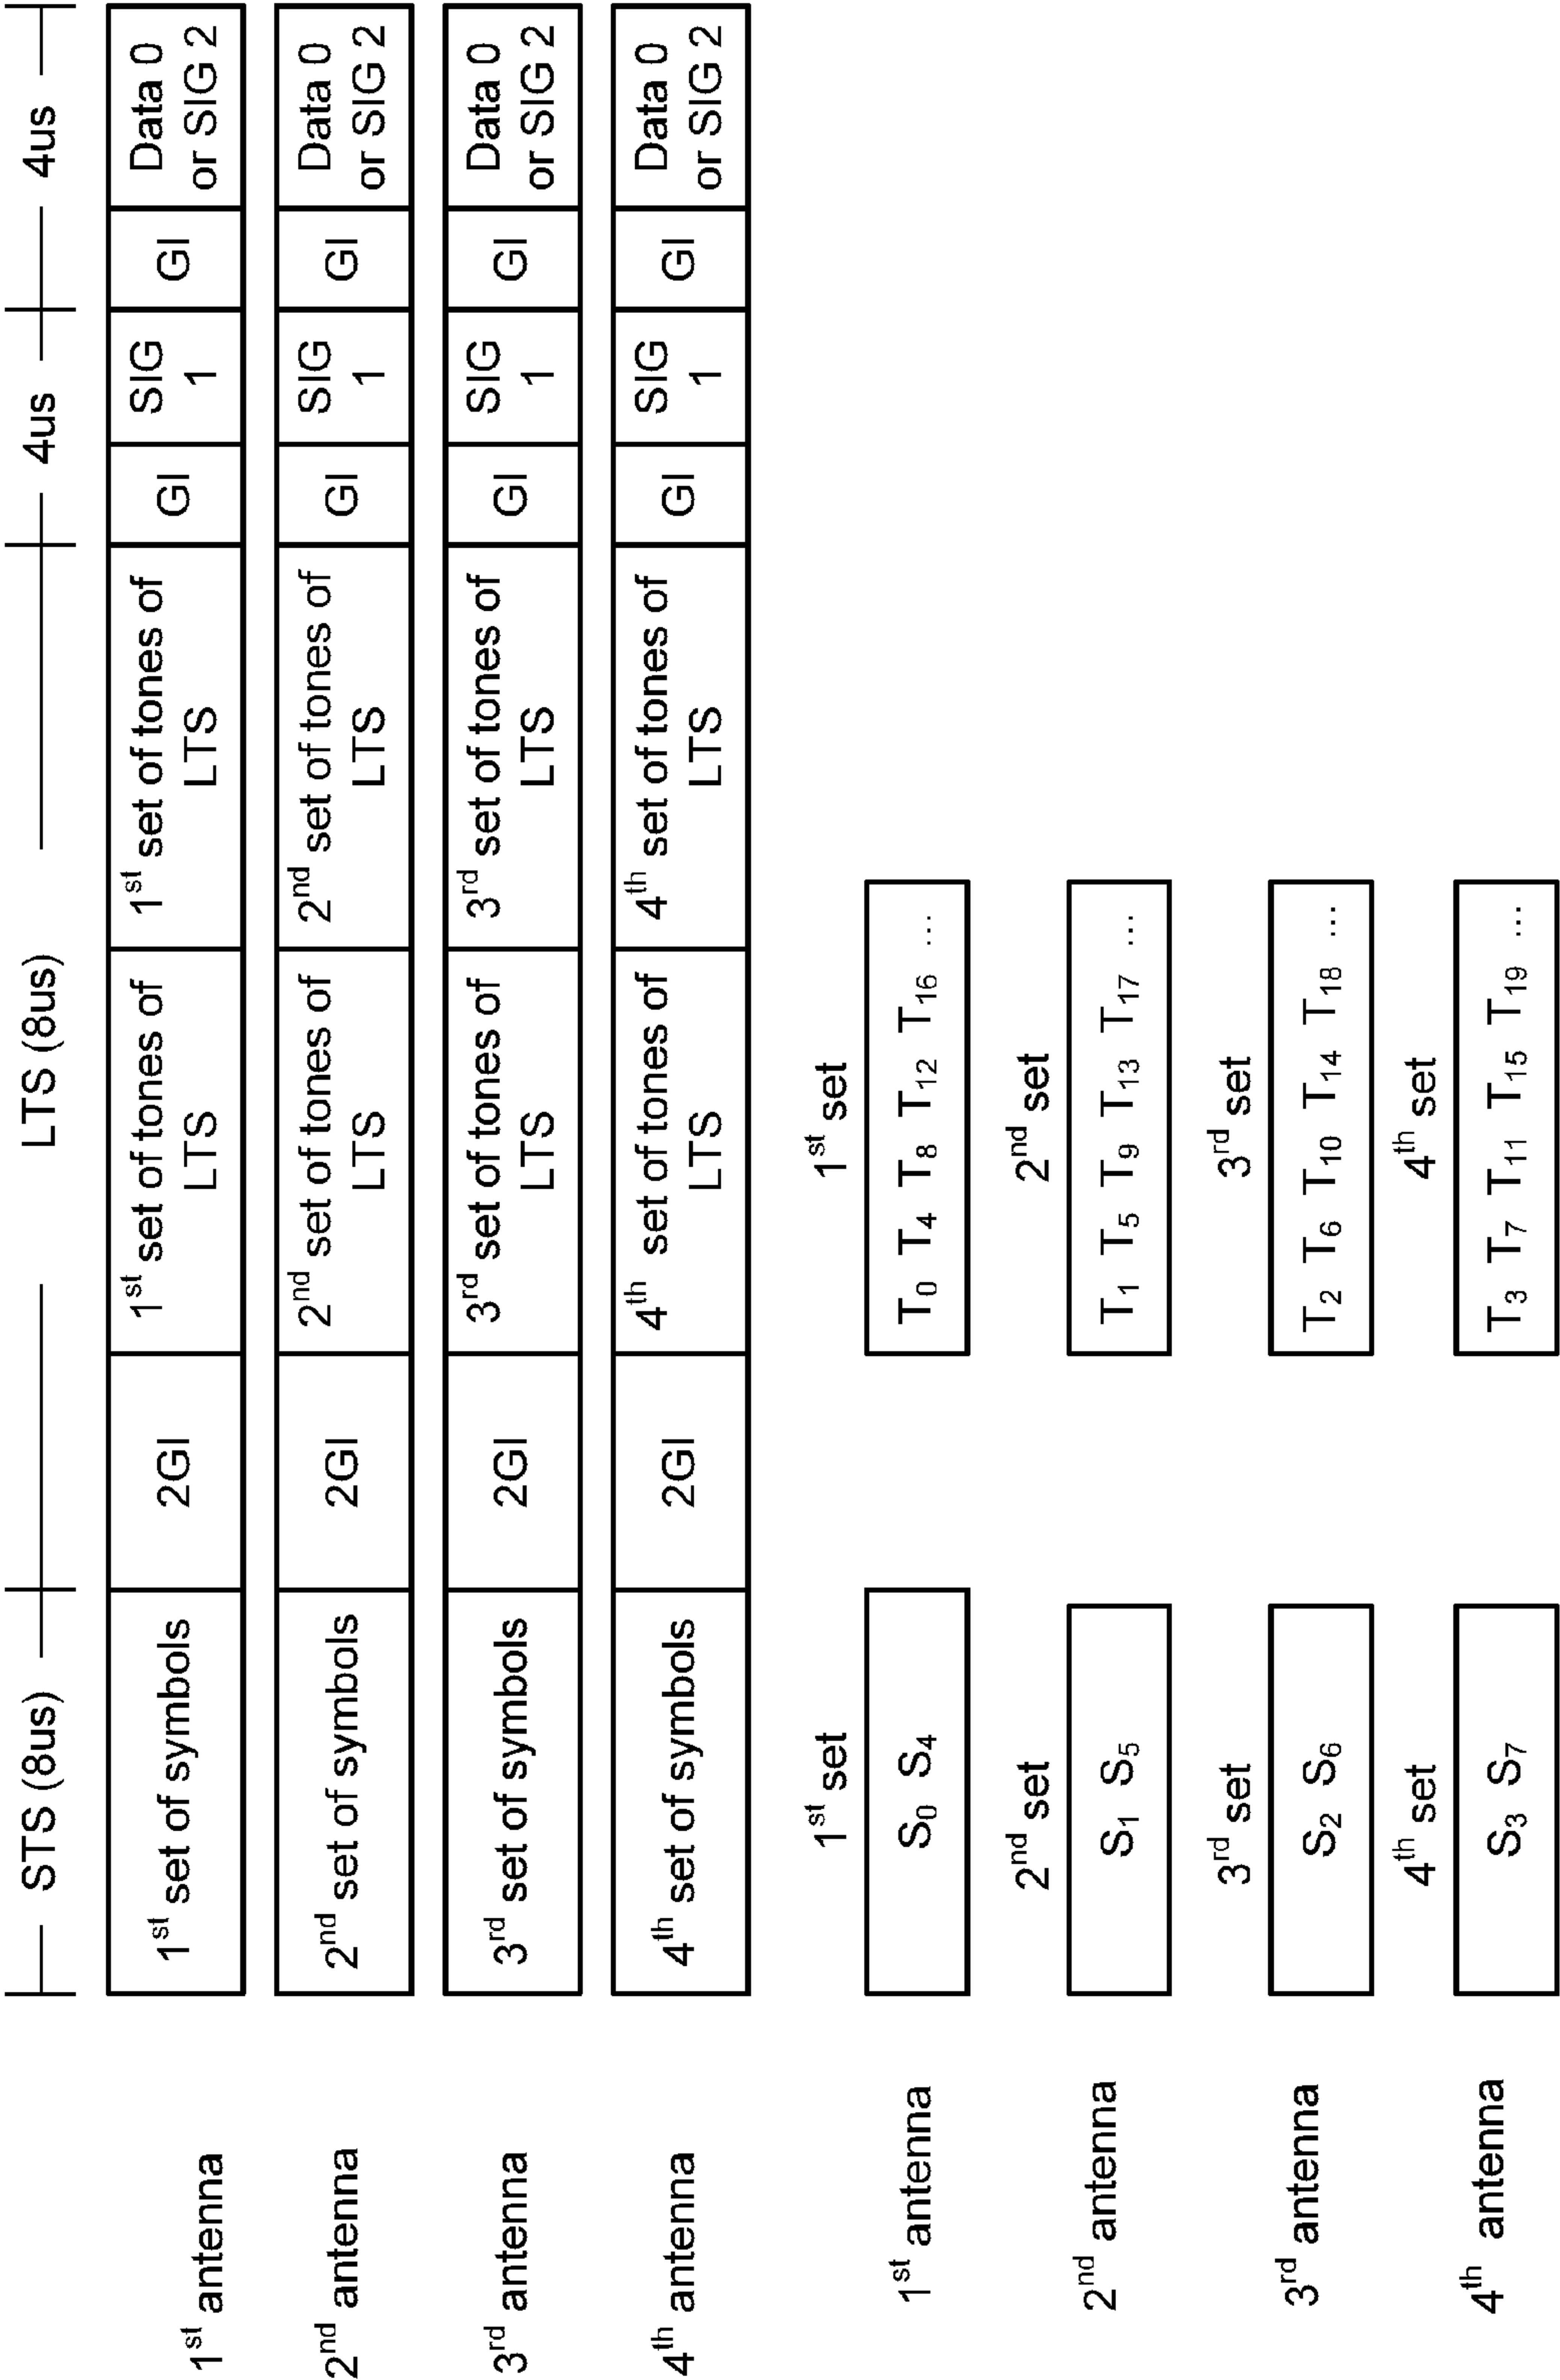 STS (8us)
LTS (8us)
4us
4us
1st antenna
1st set of symbols
2GI
1st set of tones of
LTS
1st set of tones of
LTS
GI
SIG
1
GI
Data 0
or SIG 2
2nd antenna
2nd set of symbols
2GI
2nd set of tones of
LTS
2nd set of tones of
LTS
GI
SIG
1
GI
Data 0
or SIG 2
3rd antenna
3rd set of symbols
2GI
3rd set of tones of
LTS
3rd set of tones of
LTS
GI
SIG
1
GI
Data 0
or SIG 2
4th antenna
4th set of symbols
2GI
4th set of tones of
LTS
4th set of tones of
LTS
GI
SIG
1
GI
Data 0
or SIG 2
1st set
1st set
1st antenna
S0 S4
T0 T4 T8 T12 T16 ...
2nd set
2nd set
2nd antenna
S1 S5
T1 T5 T9 T13 T17 ...
3rd set
3rd set
3rd antenna
S2 S6
T2 T6 T10 T14 T18 ...
4th set
4th set
4th antenna
S3 S7
T3 T7 T11 T15 T19 ...